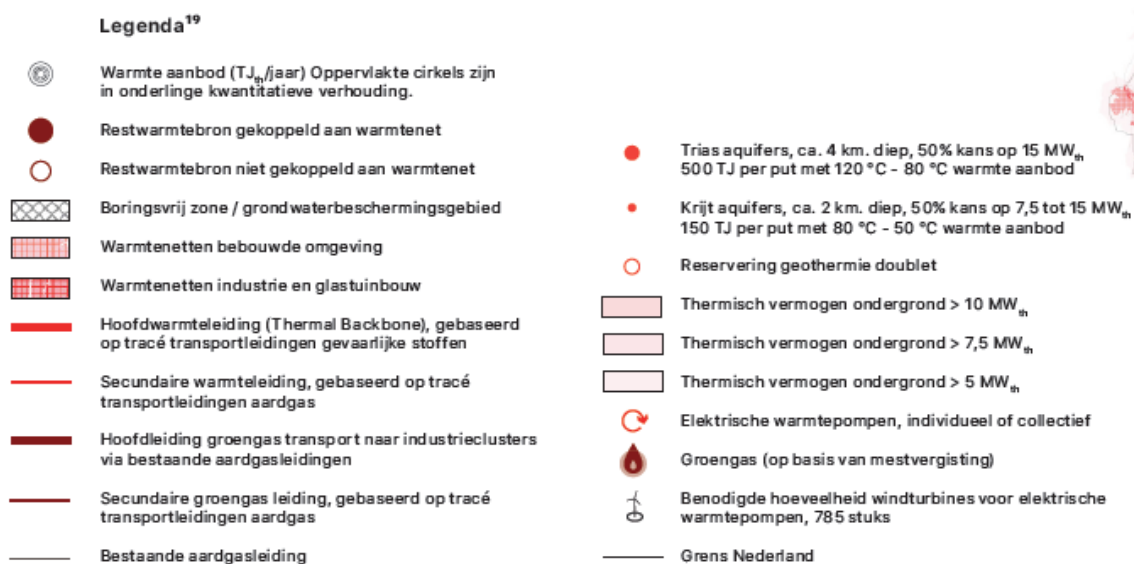 Legenda¹⁹
Warmte aanbod (TJth/jaar) Oppervlakte cirkels zijn
in onderlinge kwantitatieve verhouding.
Restwarmtebron gekoppeld aan warmtenet
Restwarmtebron niet gekoppeld aan warmtenet
Boringsvrij zone / grondwaterbeschermingsgebied
Warmtenetten bebouwde omgeving
Warmtenetten industrie en glastuinbouw
Hoofdwarmteleiding (Thermal Backbone), gebaseerd
op tracé transportleidingen gevaarlijke stoffen
Secundaire warmteleiding, gebaseerd op tracé
transportleidingen aardgas
Hoofdleiding groengas transport naar industrieclusters
via bestaande aardgasleidingen
Secundaire groengas leiding, gebaseerd op tracé
transportleidingen aardgas
Bestaande aardgasleiding
Trias aquifers, ca. 4 km. diep, 50% kans op 15 MWth
500 TJ per put met 120 °C - 80 °C warmte aanbod
Krijt aquifers, ca. 2 km. diep, 50% kans op 7,5 tot 15 MWth
150 TJ per put met 80 °C - 50 °C warmte aanbod
Reservering geothermie doublet
Thermisch vermogen ondergrond > 10 MWth
Thermisch vermogen ondergrond > 7,5 MWth
Thermisch vermogen ondergrond > 5 MWth
Elektrische warmtepompen, individueel of collectief
Groengas (op basis van mestvergisting)
Benodigde hoeveelheid windturbines voor elektrische
warmtepompen, 785 stuks
Grens Nederland